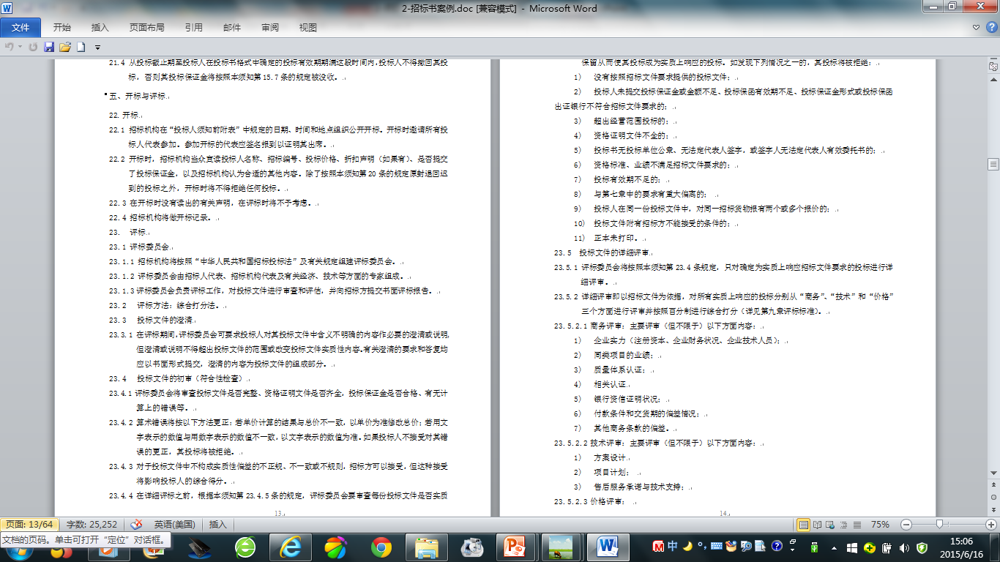 2-招标书案例.doc [兼容模式] - Microsoft Word
文件 开始 插入 页面布局 引用 邮件 审阅 视图
21.4 从投标截止期至投标人在投标书格式中确定的投标有效期期满这段时间内,投标人不得撤回其投
标，否则其投标保证金将按照本须知第 15.7 条的规定被没收。
五、开标与评标
22. 开标
22.1 招标机构在“投标人须知前附表”中规定的日期、时间和地点组织公开开标。开标时邀请所有投
标人代表参加。参加开标的代表应签名报到以证明其出席。
22.2 开标时，招标机构当众宣读投标人名称、招标编号、投标价格、折扣声明（如果有）、是否提交
了投标保证金，以及招标机构认为合适的其他内容。除了按照本须知第 20 条的规定原封退回迟
到的投标之外，开标时将不得拒绝任何投标。
22.3 在开标时没有读出的有关声明，在评标时将不予考虑。
22.4 招标机构将做开标记录。
23. 评标
23.1 评标委员会
23.1.1 招标机构将按照“中华人民共和国招标投标法”及有关规定组建评标委员会。
23.1.2 评标委员会由招标人代表、招标机构代表及有关经济、技术等方面的专家组成。
23.1.3 评标委员会负责评标工作，对投标文件进行审查和评估，并向招标方提交书面评标报告。
23.2 评标方法：综合打分法。
23.3 投标文件的澄清
23.3.1 在评标期间,评标委员会可要求投标人对其投标文件中含义不明确的内容作必要的澄清或说明,
但澄清或说明不得超出投标文件的范围或改变投标文件实质性内容。有关澄清的要求和答复均
应以书面形式提交，澄清的内容为投标文件的组成部分。
23.4 投标文件的初审（符合性检查）
23.4.1 评标委员会将审查投标文件是否完整、资格证明文件是否齐全，投标保证金是否合格、有无计
算上的错误等。
23.4.2 算术错误将按以下方法更正：若单价计算的结果与总价不一致，以单价为准修改总价；若用文
字表示的数值与用数字表示的数值不一致，以文字表示的数值为准。如果投标人不接受对其错
误的更正，其投标将被拒绝。
23.4.3 对于投标文件中不构成实质性偏差的不正规、不一致或不规则，招标方可以接受，但这种接受
将影响投标人的综合得分。
23.4.4 在详细评标之前，根据本须知第 23.4.5 条的规定，评标委员会要审查每份投标文件是否实质
13
保留从而使其投标成为实质上响应的投标。如发现下列情况之一的，其投标将被拒绝：
1） 没有按照招标文件要求提供的投标文件；
2） 投标人未提交投标保证金或金额不足、投标保函有效期不足、投标保证金形式或投标保函
出证银行不符合招标文件要求的；
3） 超出经营范围投标的；
4） 资格证明文件不全的；
5） 投标书无投标单位公章、无法定代表人签字，或签字人无法定代表人有效委托书的；
6） 资格标准、业绩不满足招标文件要求的；
7） 投标有效期不足的；
8） 与第七章中的要求有重大偏离的；
9） 投标人在同一份投标文件中，对同一招标货物报有两个或多个报价的；
10） 投标文件附有招标方不能接受的条件的；
11） 正本未打印。
23.5 投标文件的详细评审
23.5.1 评标委员会将按照本须知第 23.4 条规定，只对确定为实质上响应招标文件要求的投标进行详
细评审。
23.5.2 详细评审即以招标文件为依据，对所有实质上响应的投标分别从“商务”、“技术”和“价格”
三个方面进行评审并按照百分制进行综合打分（详见第九章评标标准）。
23.5.2.1 商务评审：主要评审（但不限于）以下方面内容：
1） 企业实力（注册资本、企业财务状况、企业技术人员）；
2） 同类项目的业绩；
3） 质量体系认证；
4） 相关认证
5） 银行资信证明状况；
6） 付款条件和交货期的偏差情况；
7） 其他商务条款的偏差。
23.5.2.2 技术评审：主要评审（但不限于）以下方面内容：
1） 方案设计
2） 项目计划；
3） 售后服务承诺与技术支持；
23.5.2.3 价格评审：
14
页面: 13/64 字数: 25,252 英语(美国) 插入 75%
文档的页码。单击可打开“定位”对话框。
中
15:06
2015/6/16